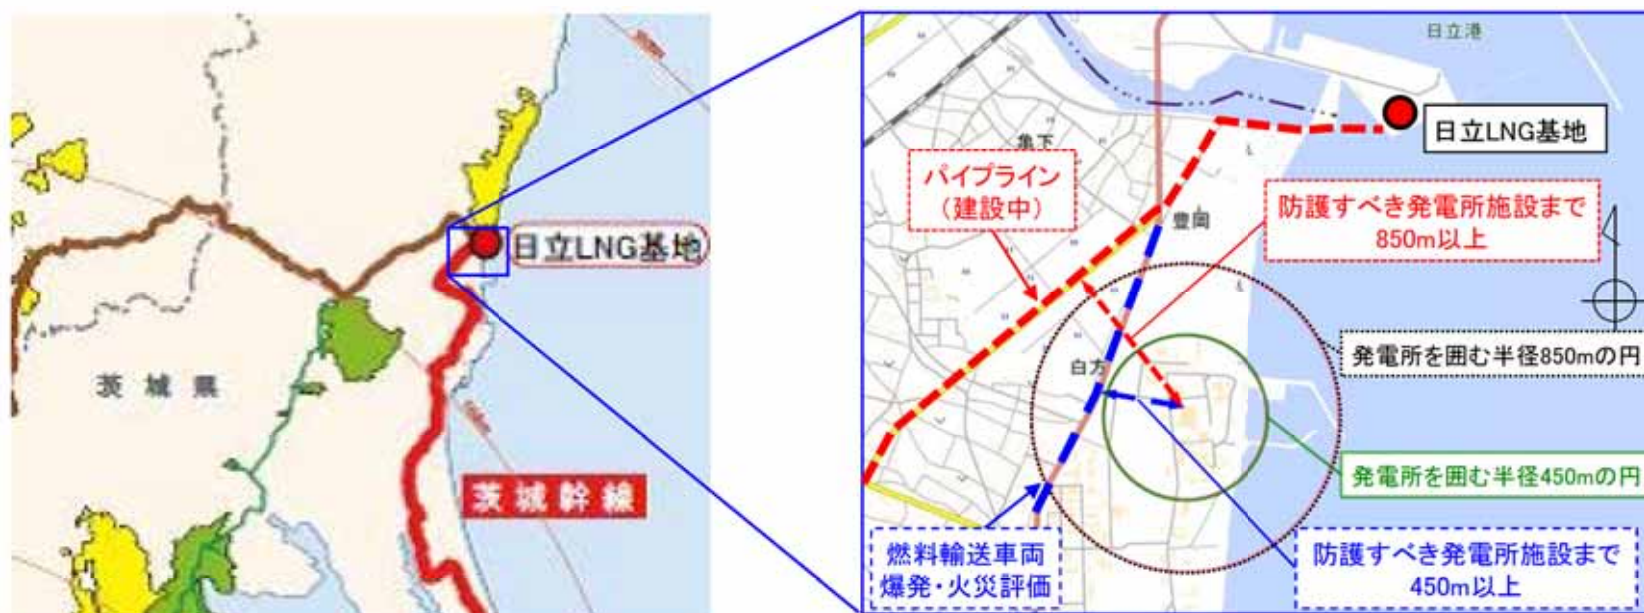 日立LNG基地
茨城県
茨城幹線
日立港
日立LNG基地
亀下
パイプライン
（建設中）
防護すべき発電所施設まで
850m以上
豊岡
発電所を囲む半径850mの円
白方
発電所を囲む半径450mの円
燃料輸送車両
爆発・火災評価
防護すべき発電所施設まで
450m以上